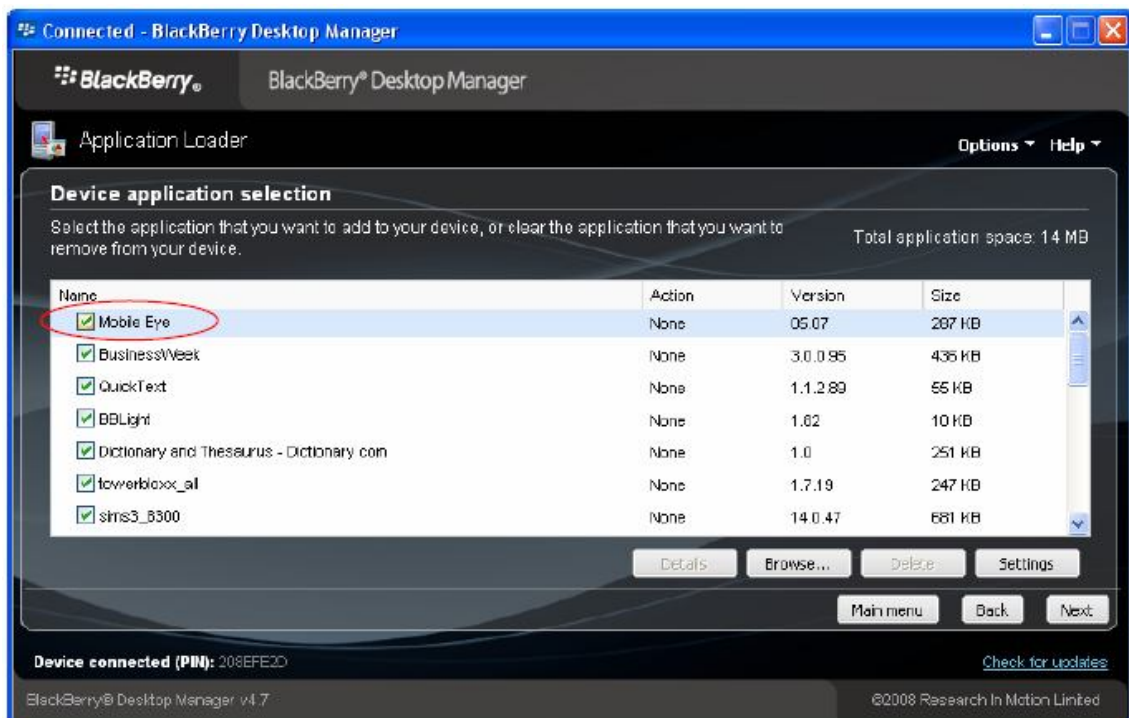 Connected - BlackBerry Desktop Manager
BlackBerry® BlackBerry® Desktop Manager
Application Loader Options Help
Device application selection
Select the application that you want to add to your device, or clear the application that you want to
remove from your device.
Total application space: 14 MB
Name Action Version Size
Mobile Eye None 05.07 287 KB
BusinessWeek None 3.0.0.95 436 KB
QuickText None 1.1.2.89 55 KB
BBLight None 1.82 10 KB
Dictionary and Thesaurus - Dictionary.com None 1.0 251 KB
towerbloxx_all None 1.7.19 247 KB
sims3_8300 None 14.0.47 681 KB
Details Browse... Delete Settings
Main menu Back Next
Device connected (PIN): 208EFE2D Check for updates
BlackBerry® Desktop Manager v4.7 ©2008 Research In Motion Limited